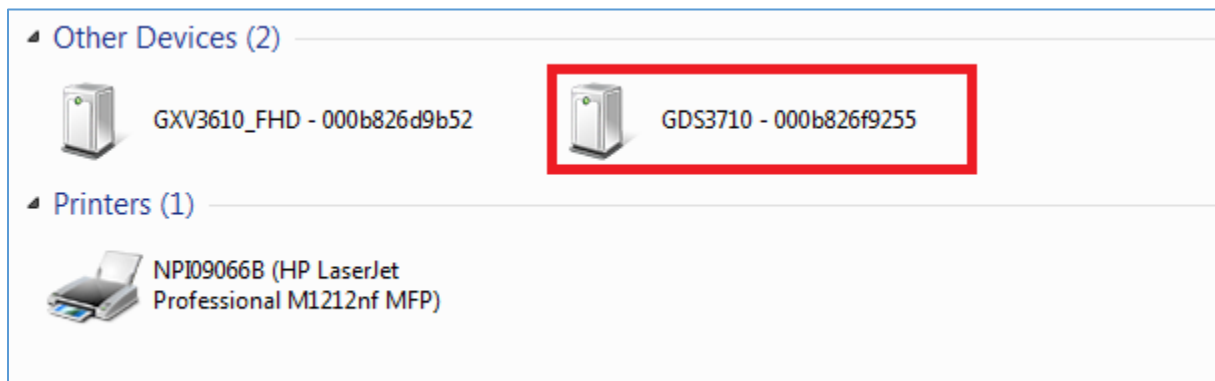 Other Devices (2)
GXV3610_FHD - 000b826d9b52
GDS3710 - 000b826f9255
Printers (1)
NPI09066B (HP LaserJet
Professional M1212nf MFP)